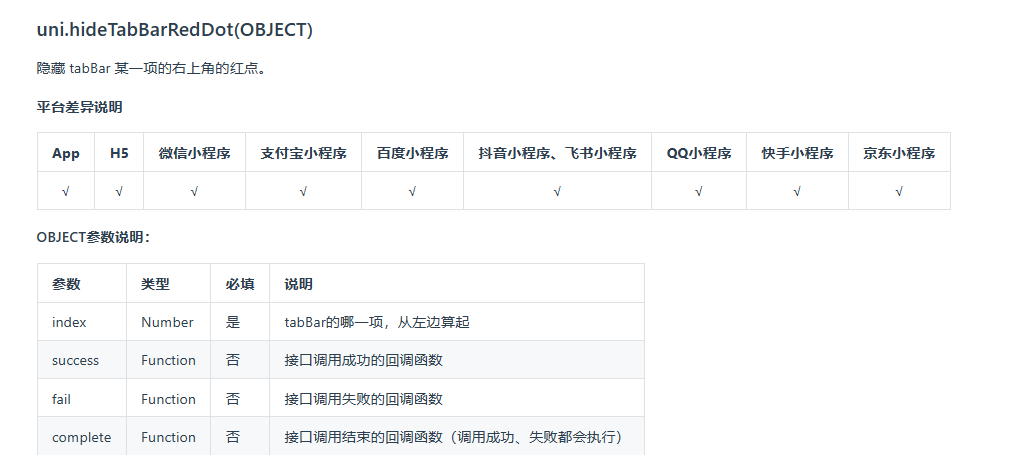 uni.hideTabBarRedDot(OBJECT)
隐藏 tabBar 某一项的右上角的红点。
平台差异说明
App H5 微信小程序 支付宝小程序 百度小程序 抖音小程序、飞书小程序 QQ小程序 快手小程序 京东小程序
√ √ √ √ √ √ √ √ √
OBJECT参数说明：
参数 类型 必填 说明
index Number 是 tabBar的哪一项，从左边算起
success Function 否 接口调用成功的回调函数
fail Function 否 接口调用失败的回调函数
complete Function 否 接口调用结束的回调函数（调用成功、失败都会执行）